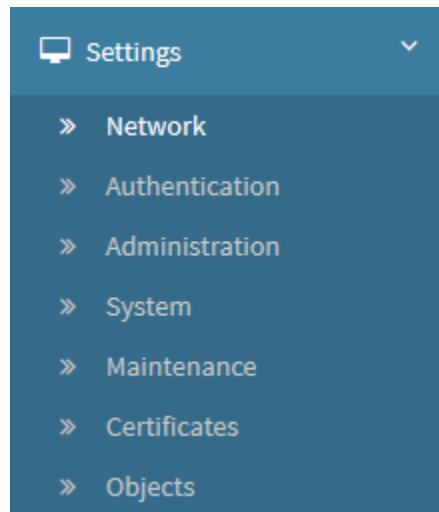 Settings
Network
Authentication
Administration
System
Maintenance
Certificates
Objects